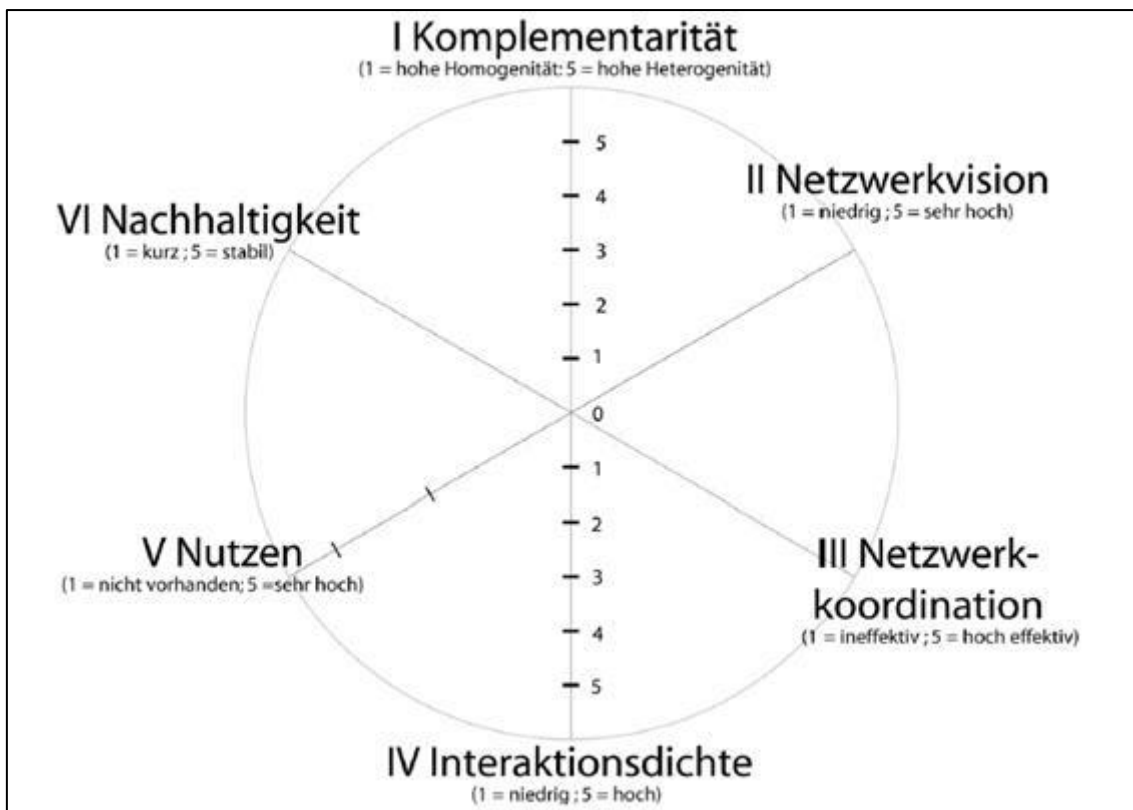 I Komplementarität
(1 = hohe Homogenität: 5 = hohe Heterogenität)
II Netzwerkvision
(1 = niedrig ; 5 = sehr hoch)
VI Nachhaltigkeit
(1 = kurz ; 5 = stabil)
5
4
3
2
1
0
1
2
3
4
5
V Nutzen
(1 = nicht vorhanden; 5 =sehr hoch)
III Netzwerk-
koordination
(1 = ineffektiv ; 5 = hoch effektiv)
IV Interaktionsdichte
(1 = niedrig ; 5 = hoch)